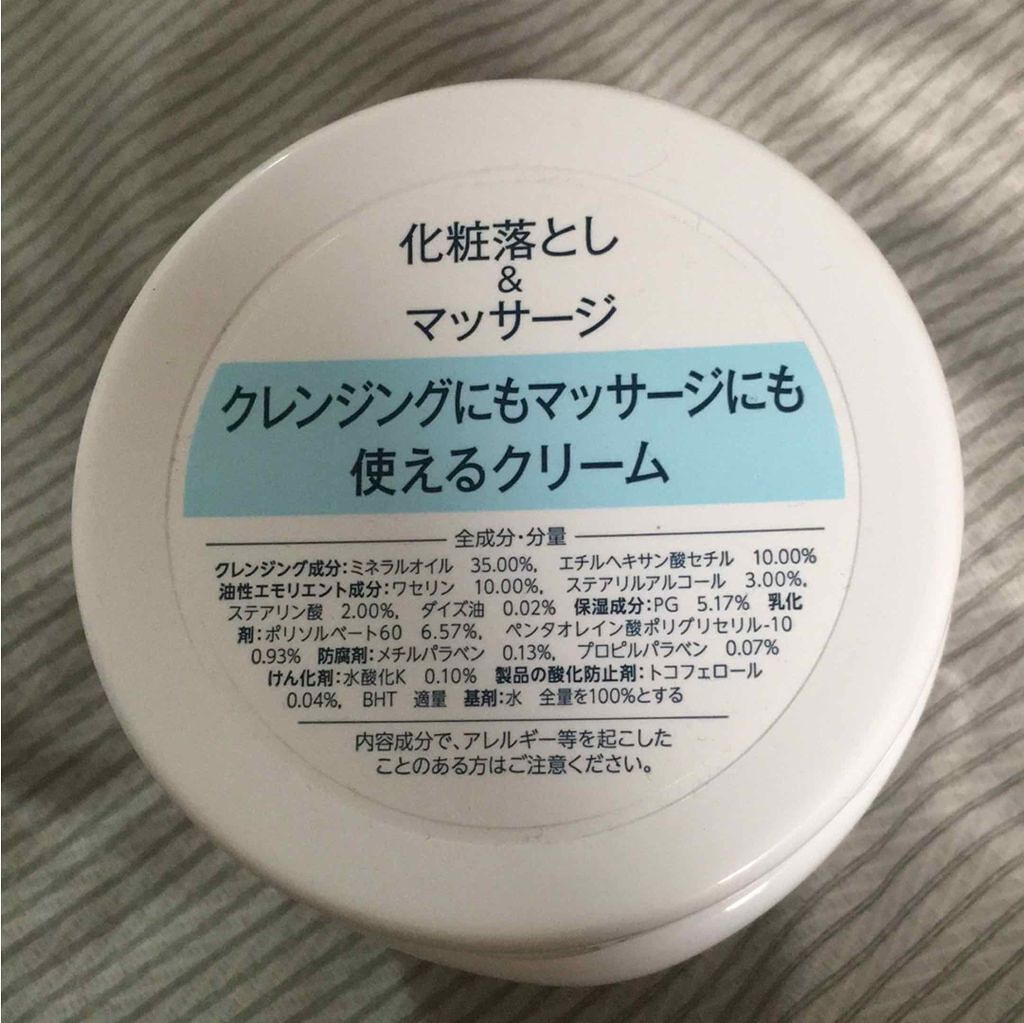 化粧落とし
&
マッサージ
クレンジングにもマッサージにも
使えるクリーム
全成分・分量
クレンジング成分:ミネラルオイル 35.00%, エチルヘキサン酸セチル 10.00%
油性エモリエント成分:ワセリン 10.00%, ステアリルアルコール 3.00%,
ステアリン酸 2.00%, ダイズ油 0.02% 保湿成分:PG 5.17% 乳化
剤:ポリソルベート60 6.57%, ペンタオレイン酸ポリグリセリル-10
0.93% 防腐剤:メチルパラベン 0.13%, プロピルパラベン 0.07%
けん化剤:水酸化K 0.10% 製品の酸化防止剤:トコフェロール
0.04%, BHT 適量 基剤:水 全量を100%とする
内容成分で、アレルギー等を起こした
ことのある方はご注意ください。